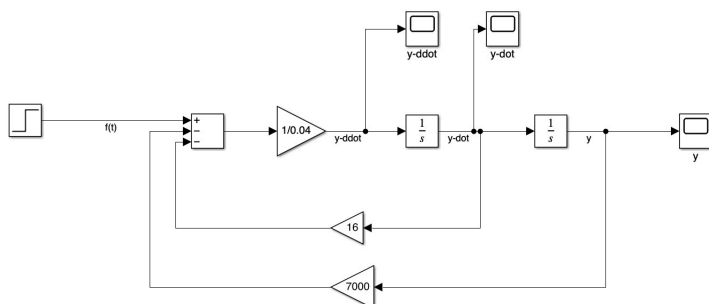 y-ddot
y-dot
f(t)
+
−
−
1/0.04
y-ddot
1
s
y-dot
1
s
y
y
16
7000